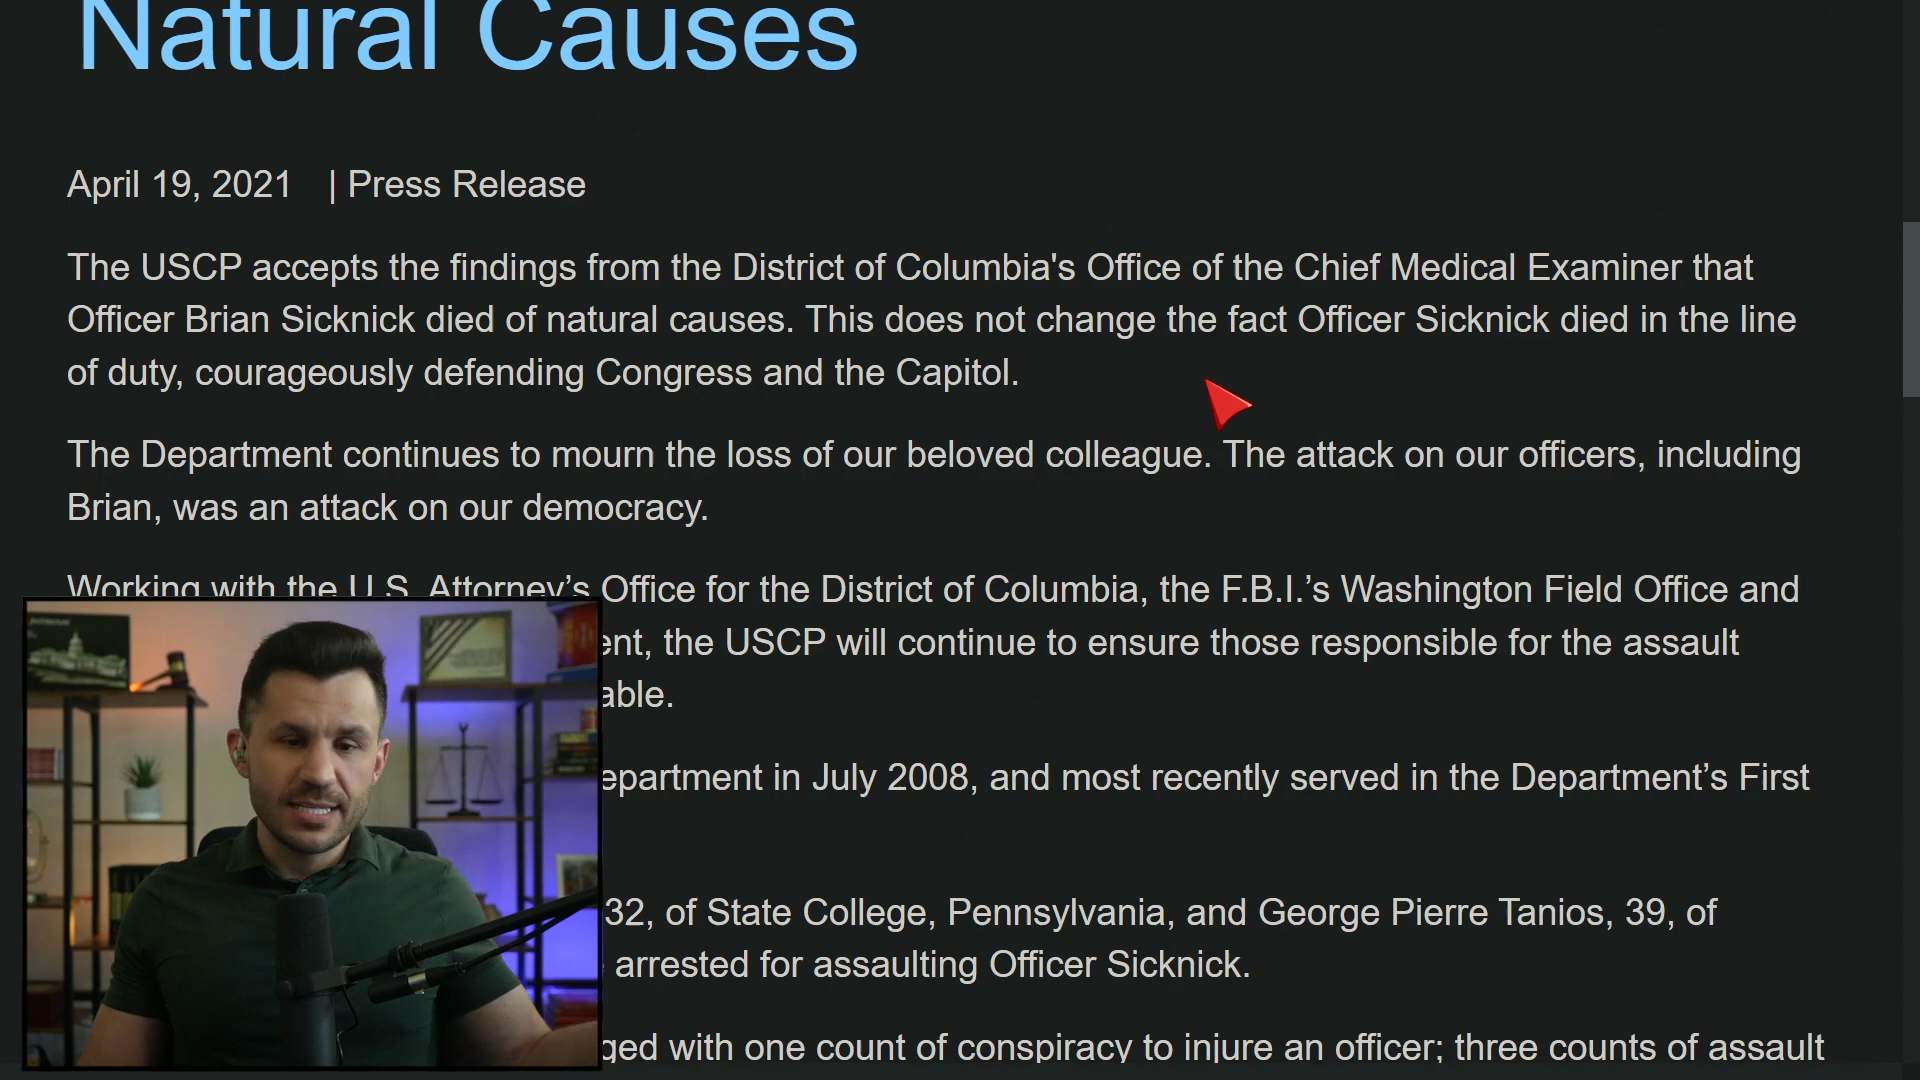 Natural Causes
April 19, 2021 | Press Release
The USCP accepts the findings from the District of Columbia's Office of the Chief Medical Examiner that
Officer Brian Sicknick died of natural causes. This does not change the fact Officer Sicknick died in the line
of duty, courageously defending Congress and the Capitol.
The Department continues to mourn the loss of our beloved colleague. The attack on our officers, including
Brian, was an attack on our democracy.
Working with the U.S. Attorney’s Office for the District of Columbia, the F.B.I.’s Washington Field Office and
ent, the USCP will continue to ensure those responsible for the assault
able.
epartment in July 2008, and most recently served in the Department’s First
32, of State College, Pennsylvania, and George Pierre Tanios, 39, of
arrested for assaulting Officer Sicknick.
ged with one count of conspiracy to injure an officer; three counts of assault